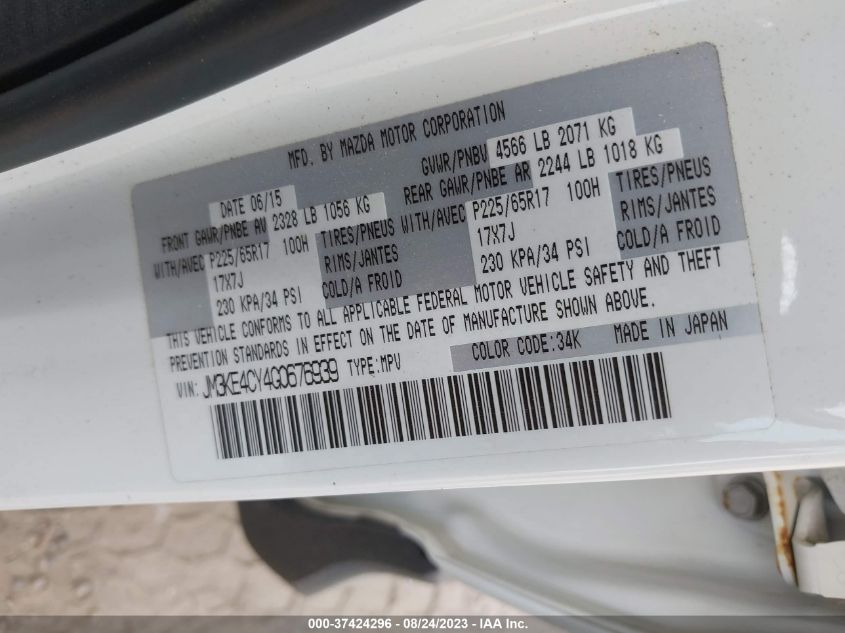 MFD. BY MAZDA MOTOR CORPORATION
DATE 06/15 GVWR/PNBV 4566 LB 2071 KG
FRONT GAWR/PNBE AV 2328 LB 1056 KG REAR GAWR/PNBE AR 2244 LB 1018 KG
WITH/AVEC P225/65R17 100H TIRES/PNEUS WITH/AVEC P225/65R17 100H TIRES/PNEUS
17X7J RIMS/JANTES 17X7J RIMS/JANTES
230 KPA/34 PSI COLD/A FROID 230 KPA/34 PSI COLD/A FROID
THIS VEHICLE CONFORMS TO ALL APPLICABLE FEDERAL MOTOR VEHICLE SAFETY AND THEFT
PREVENTION STANDARDS IN EFFECT ON THE DATE OF MANUFACTURE SHOWN ABOVE.
VIN: JM3KE4CY4G0676939 TYPE:MPV COLOR CODE:34K MADE IN JAPAN
000-37424296 - 08/24/2023 - IAA Inc.